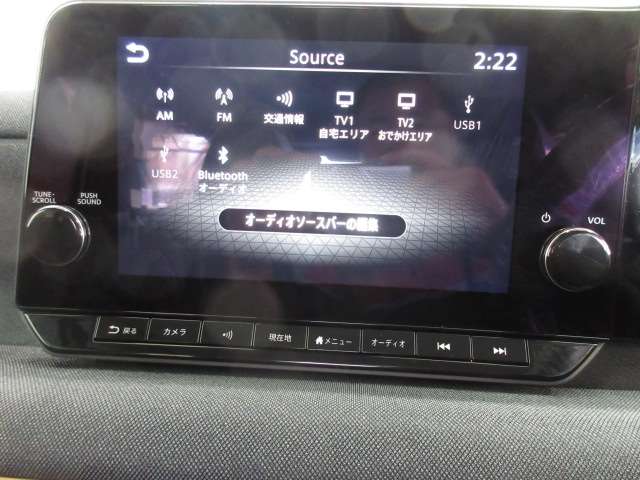 Source
2:22
AM
FM
交通情報
TV1
自宅エリア
TV2
おでかけエリア
USB1
USB2
Bluetooth
オーディオ
オーディオソースバーの編集
TUNE・
SCROLL
PUSH
SOUND
VOL
戻る
カメラ
現在地
メニュー
オーディオ